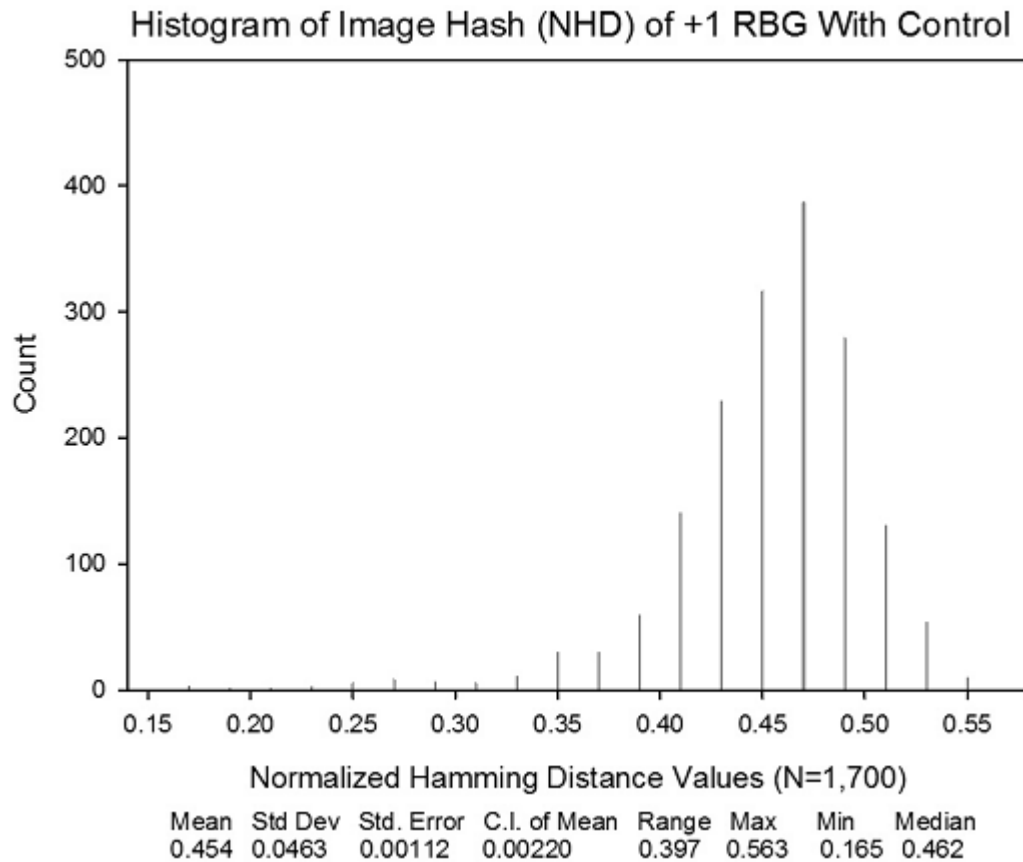 Histogram of Image Hash (NHD) of +1 RBG With Control
500
400
300
200
100
0
Count
0.15 0.20 0.25 0.30 0.35 0.40 0.45 0.50 0.55
Normalized Hamming Distance Values (N=1,700)
Mean Std Dev Std. Error C.I. of Mean Range Max Min Median
0.454 0.0463 0.00112 0.00220 0.397 0.563 0.165 0.462